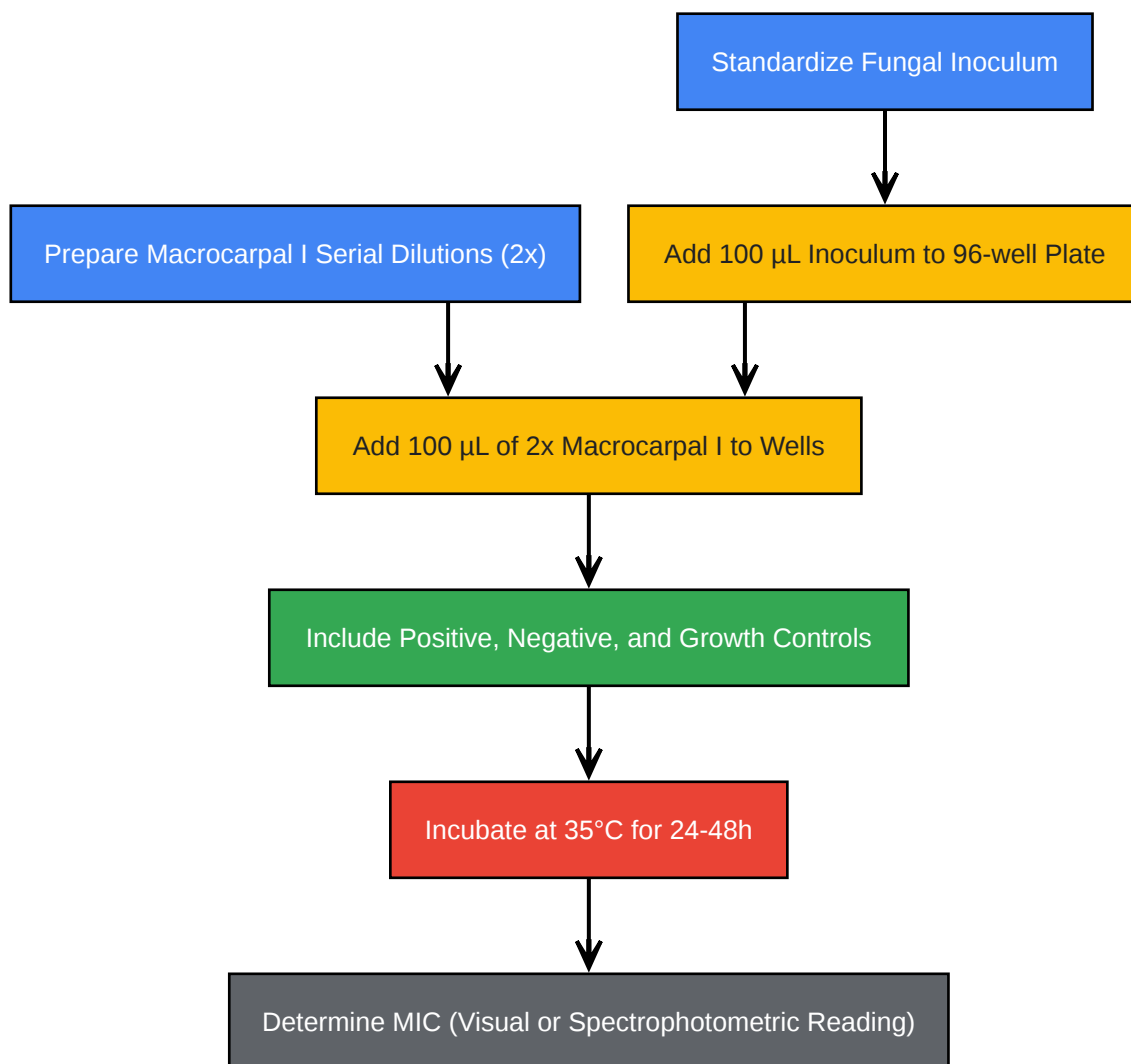 Standardize Fungal Inoculum
Prepare Macrocarpal I Serial Dilutions (2x)
Add 100 µL Inoculum to 96-well Plate
Add 100 µL of 2x Macrocarpal I to Wells
Include Positive, Negative, and Growth Controls
Incubate at 35°C for 24-48h
Determine MIC (Visual or Spectrophotometric Reading)